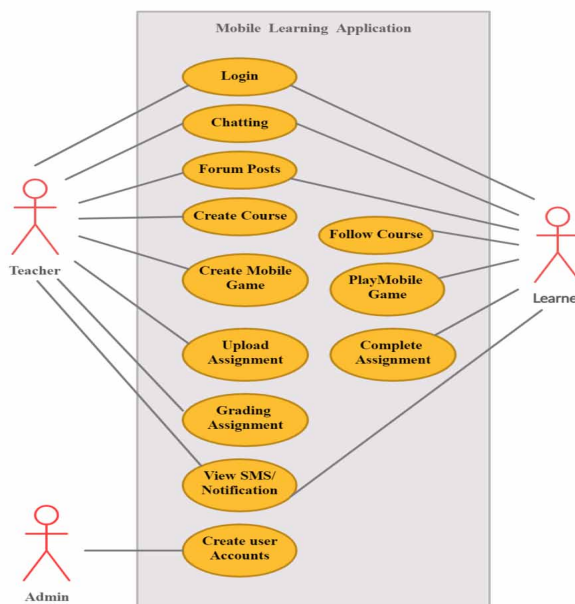 Mobile Learning Application
Login
Chatting
Forum Posts
Create Course
Follow Course
Teacher
Create Mobile
Game
PlayMobile
Game
Learne
Upload
Assignment
Complete
Assignment
Grading
Assignment
View SMS/
Notification
Create user
Accounts
Admin